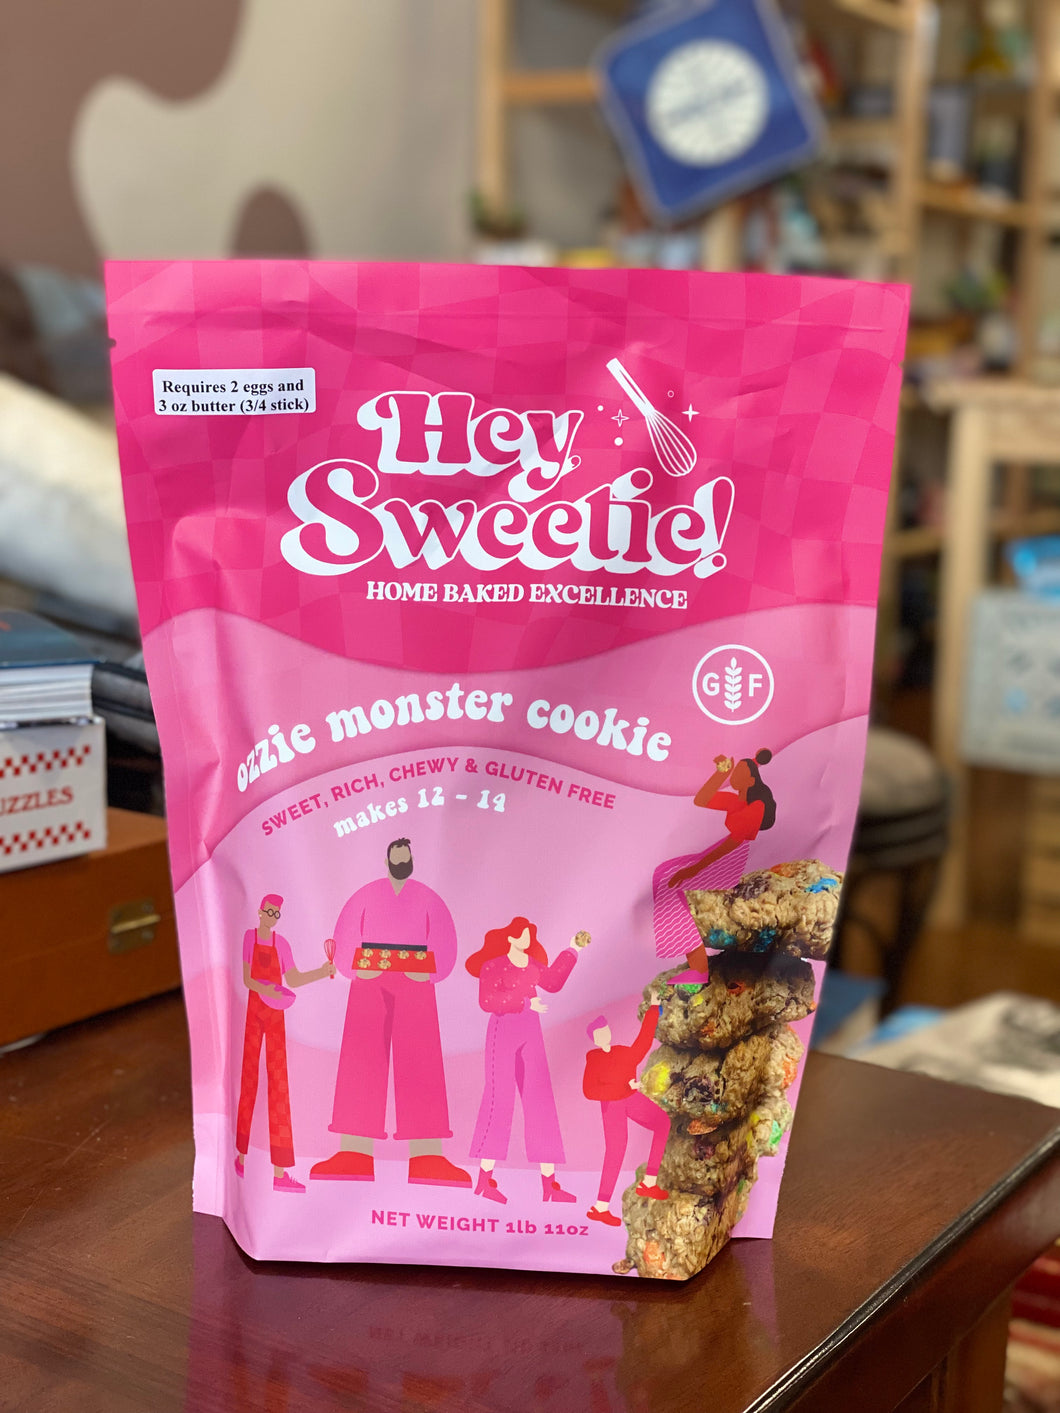 Requires 2 eggs and
3 oz butter (3/4 stick)
Hey,
Sweetie!
HOME BAKED EXCELLENCE
G F
ozzie monster cookie
SWEET, RICH, CHEWY & GLUTEN FREE
makes 12 - 14
NET WEIGHT 1lb 11oz
UZZLES